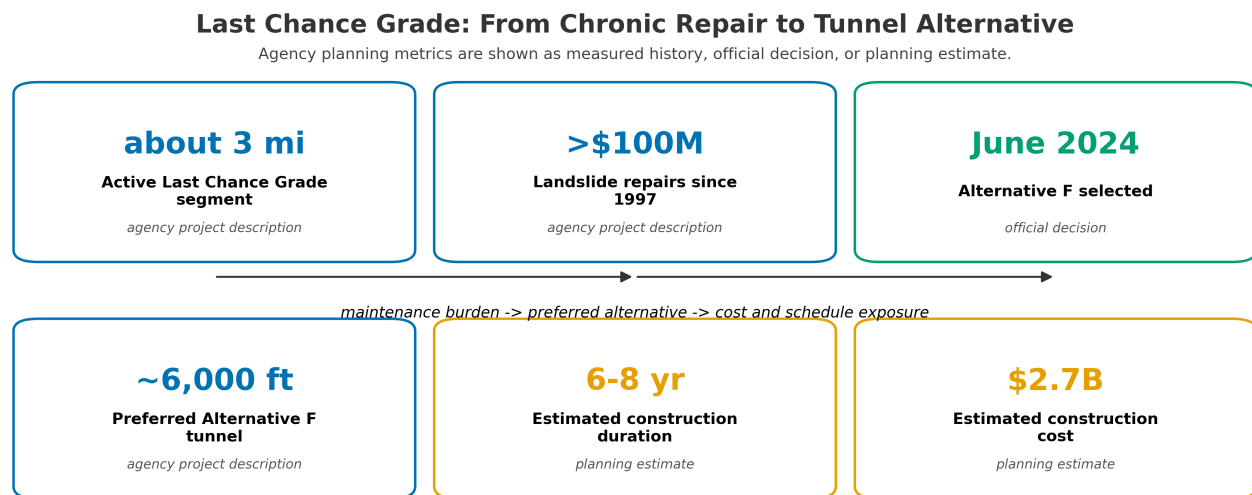 Last Chance Grade: From Chronic Repair to Tunnel Alternative
Agency planning metrics are shown as measured history, official decision, or planning estimate.
about 3 mi
Active Last Chance Grade
segment
agency project description
>$100M
Landslide repairs since
1997
agency project description
June 2024
Alternative F selected
official decision
maintenance burden -> preferred alternative -> cost and schedule exposure
~6,000 ft
Preferred Alternative F
tunnel
agency project description
6-8 yr
Estimated construction
duration
planning estimate
$2.7B
Estimated construction
cost
planning estimate